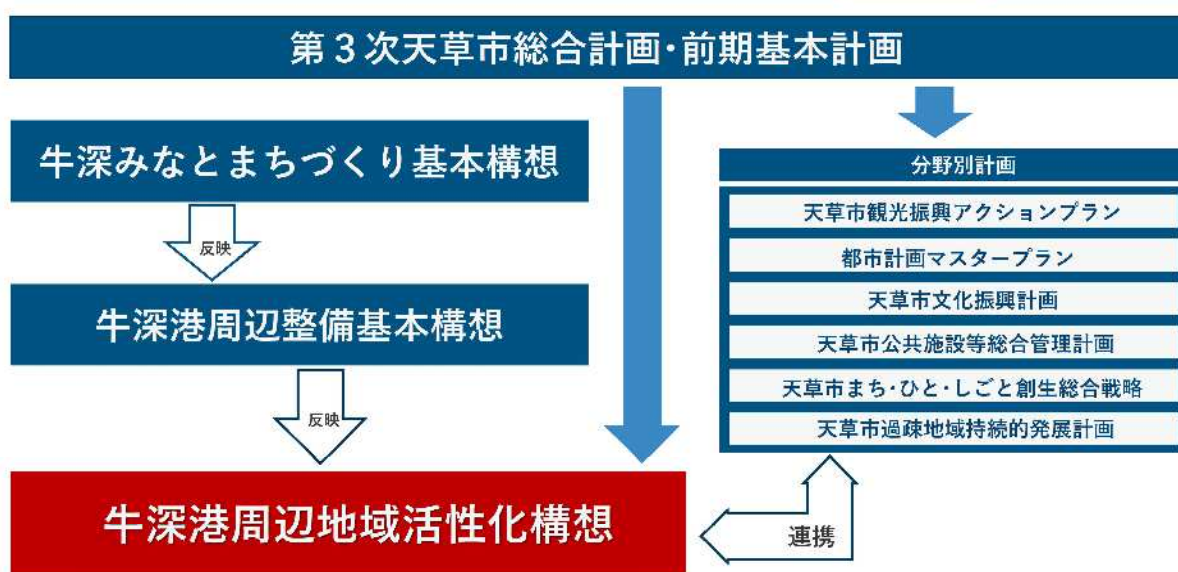 第3次天草市総合計画・前期基本計画
牛深みなとまちづくり基本構想
反映
牛深港周辺整備基本構想
反映
牛深港周辺地域活性化構想
分野別計画
天草市観光振興アクションプラン
都市計画マスタープラン
天草市文化振興計画
天草市公共施設等総合管理計画
天草市まち・ひと・しごと創生総合戦略
天草市過疎地域持続的発展計画
連携